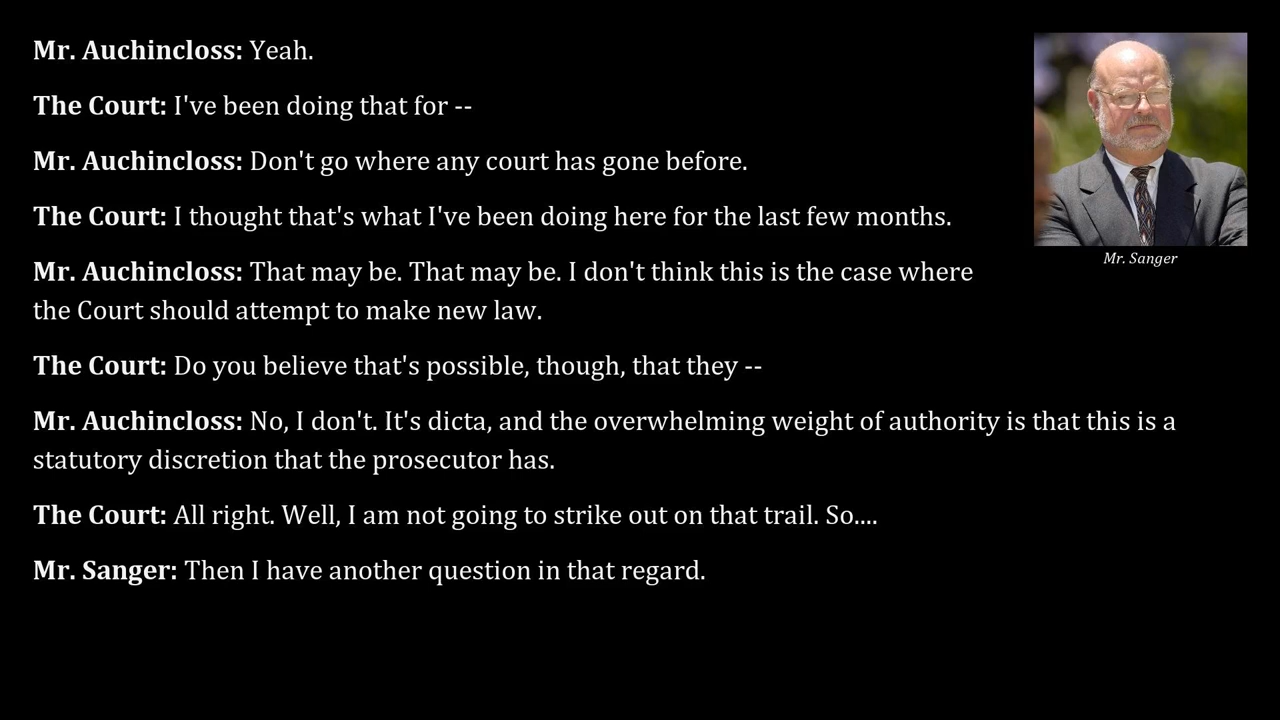 Mr. Auchincloss: Yeah.
The Court: I've been doing that for --
Mr. Auchincloss: Don't go where any court has gone before.
The Court: I thought that's what I've been doing here for the last few months.
Mr. Auchincloss: That may be. That may be. I don't think this is the case where
the Court should attempt to make new law.
The Court: Do you believe that's possible, though, that they --
Mr. Auchincloss: No, I don't. It's dicta, and the overwhelming weight of authority is that this is a
statutory discretion that the prosecutor has.
The Court: All right. Well, I am not going to strike out on that trail. So....
Mr. Sanger: Then I have another question in that regard.
Mr. Sanger